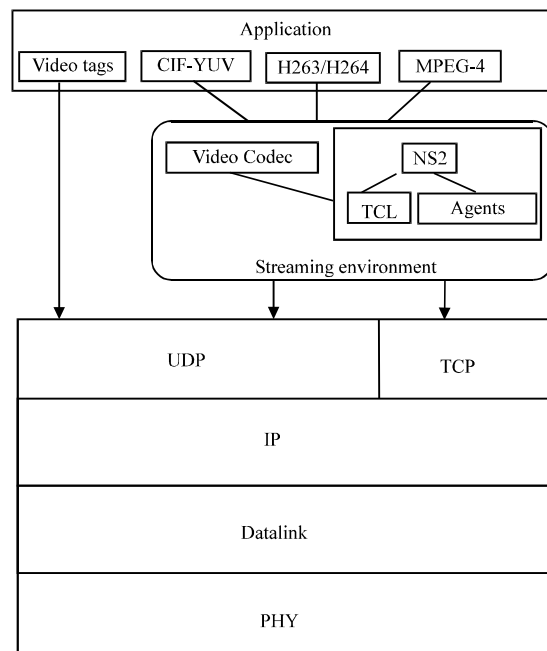 Application
Video tags
CIF-YUV
H263/H264
MPEG-4
Video Codec
NS2
TCL
Agents
Streaming environment
UDP
TCP
IP
Datalink
PHY